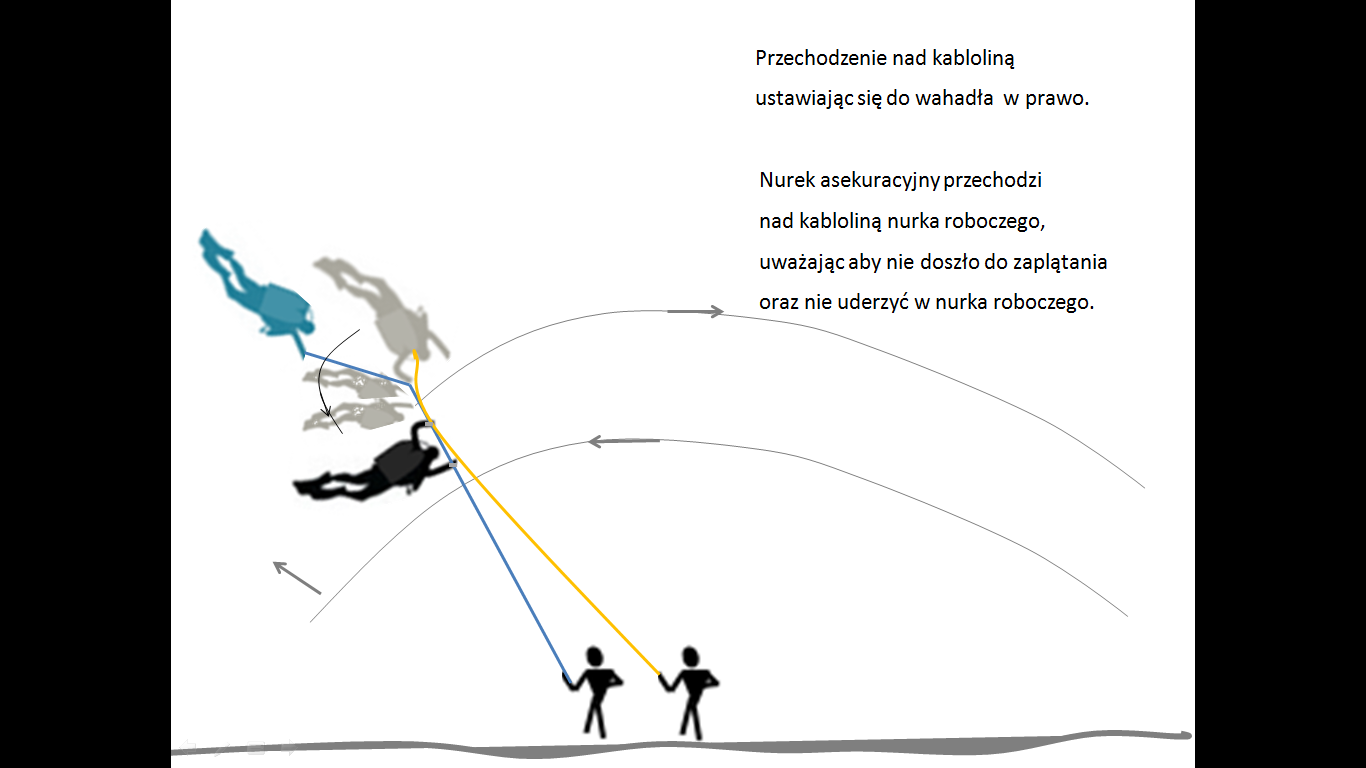 Przechodzenie nad kabloliną
ustawiając się do wahadła w prawo.
Nurek asekuracyjny przechodzi
nad kabloliną nurka roboczego,
uważając aby nie doszło do zaplątania
oraz nie uderzyć w nurka roboczego.